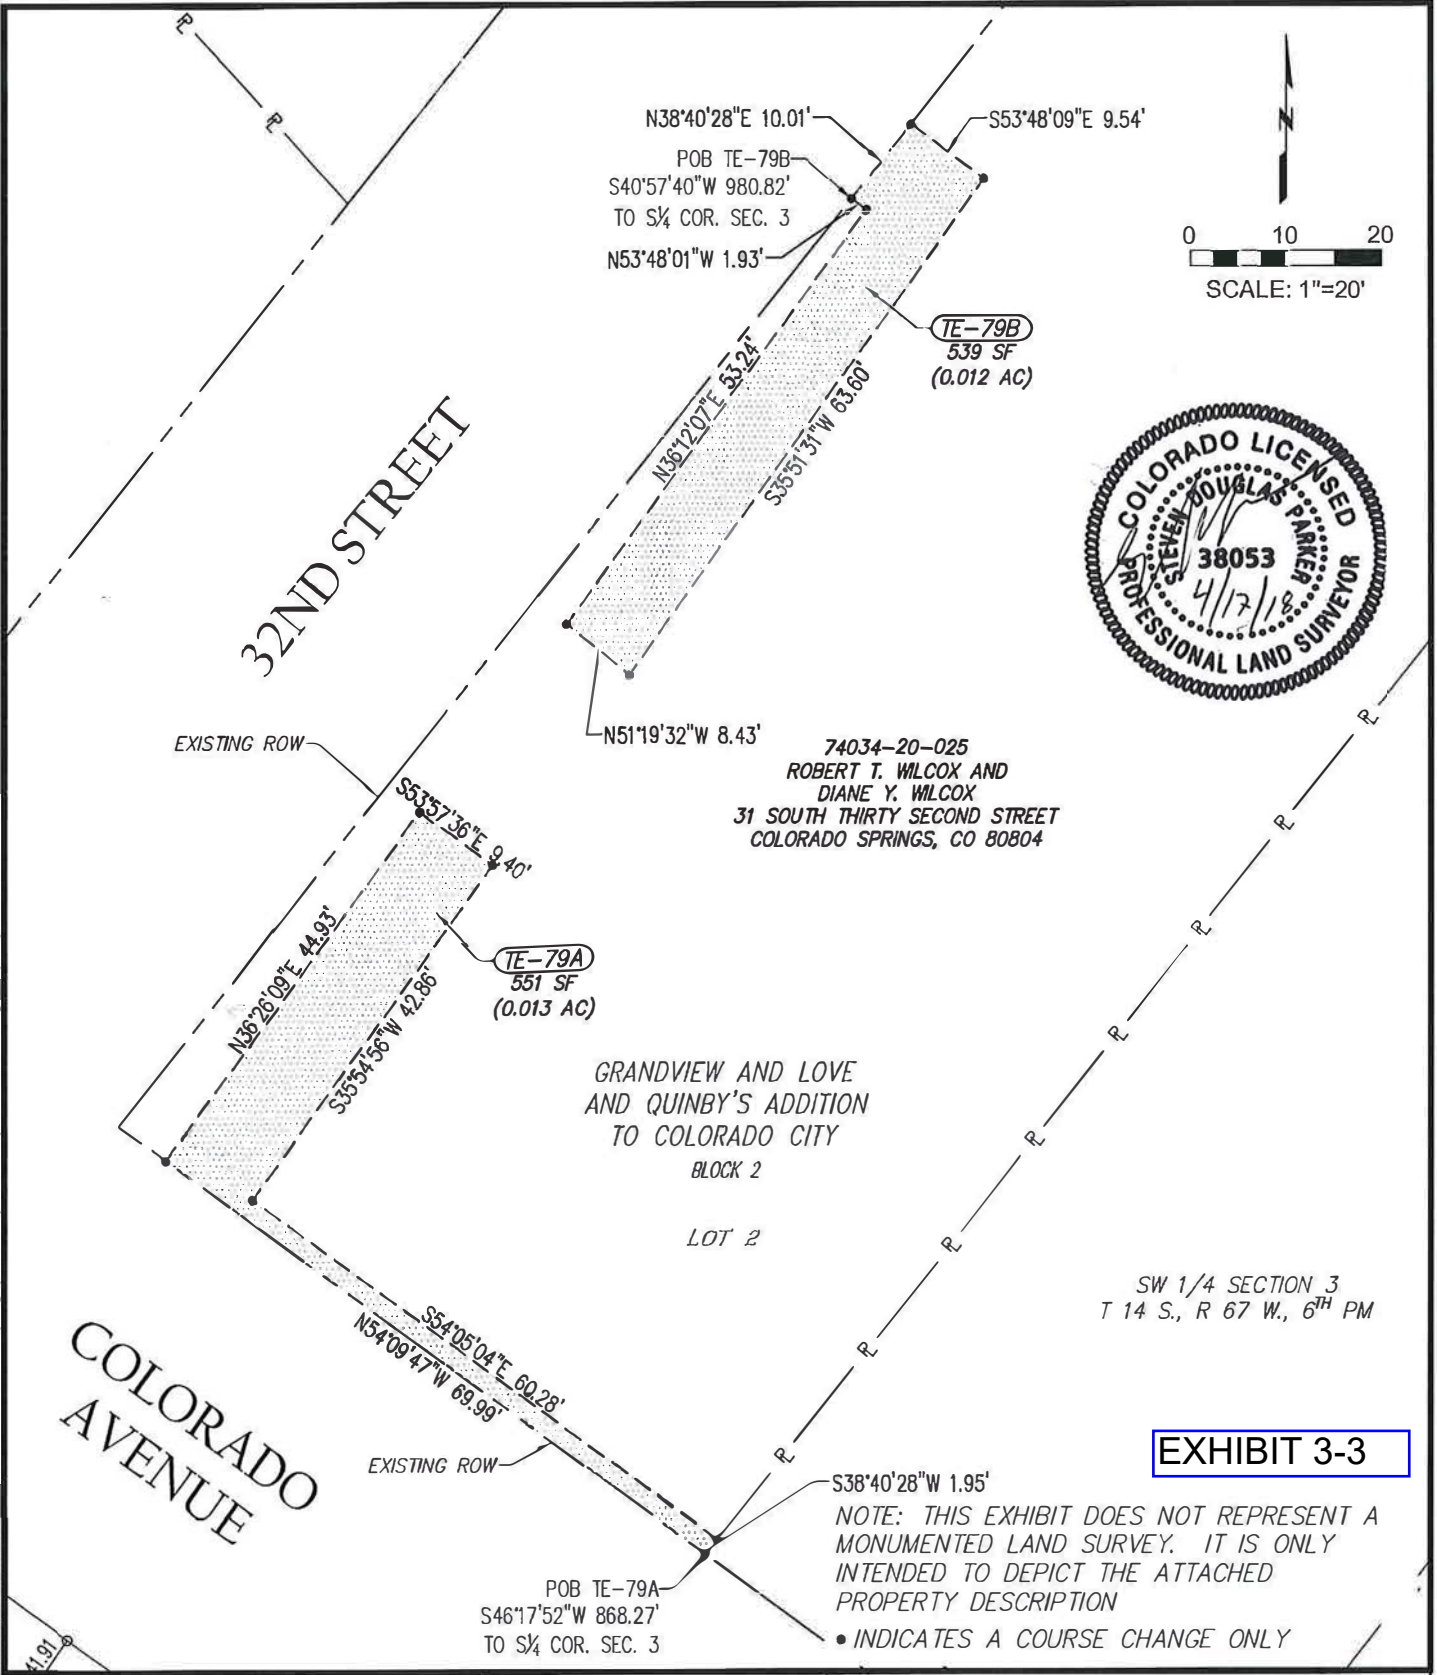 N38°40'28"E 10.01'
S53°48'09"E 9.54'
POB TE-79B
S40°57'40"W 980.82'
TO S¼ COR. SEC. 3
N53°48'01"W 1.93'
N
0 10 20
SCALE: 1"=20'
TE-79B
539 SF
(0.012 AC)
N36°12'07"E 53.24'
S35°51'31"W 63.60'
32ND STREET
COLORADO LICENSED
STEVEN DOUGLAS PARKER
38053
4/17/18
PROFESSIONAL LAND SURVEYOR
N51°19'32"W 8.43'
EXISTING ROW
74034-20-025
ROBERT T. WILCOX AND
DIANE Y. WILCOX
31 SOUTH THIRTY SECOND STREET
COLORADO SPRINGS, CO 80804
S53°57'36"E 9.40'
N36°26'09"E 44.93'
TE-79A
551 SF
(0.013 AC)
S35°54'56"W 42.86'
GRANDVIEW AND LOVE
AND QUINBY'S ADDITION
TO COLORADO CITY
BLOCK 2
LOT 2
SW 1/4 SECTION 3
T 14 S., R 67 W., 6TH PM
S54°05'04"E 60.28'
N54°09'47"W 69.99'
COLORADO
AVENUE
EXISTING ROW
EXHIBIT 3-3
S38°40'28"W 1.95'
NOTE: THIS EXHIBIT DOES NOT REPRESENT A
MONUMENTED LAND SURVEY. IT IS ONLY
INTENDED TO DEPICT THE ATTACHED
PROPERTY DESCRIPTION
• INDICATES A COURSE CHANGE ONLY
POB TE-79A
S46°17'52"W 868.27'
TO S¼ COR. SEC. 3
41.91